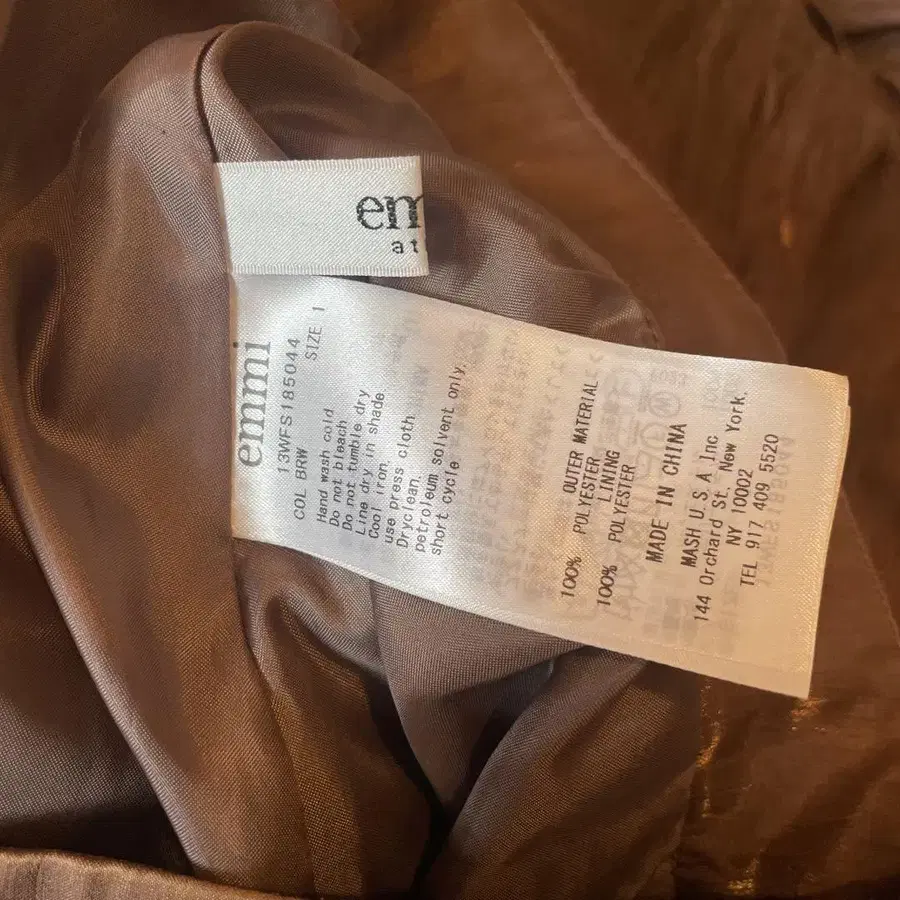 em
at
emmi
13WFS185044
COL BRW SIZE 1
Hand wash cold
Do not bleach
Do not tumble dry
Line dry in shade
Cool iron.
use press cloth
Dryclean.
petroleum solvent only.
short cycle
OUTER MATERIAL
100% POLYESTER
LINING
100% POLYESTER
MADE IN CHINA
MASH U.S.A Inc
144 Orchard St. New York,
NY 10002
TEL 917 409 5520